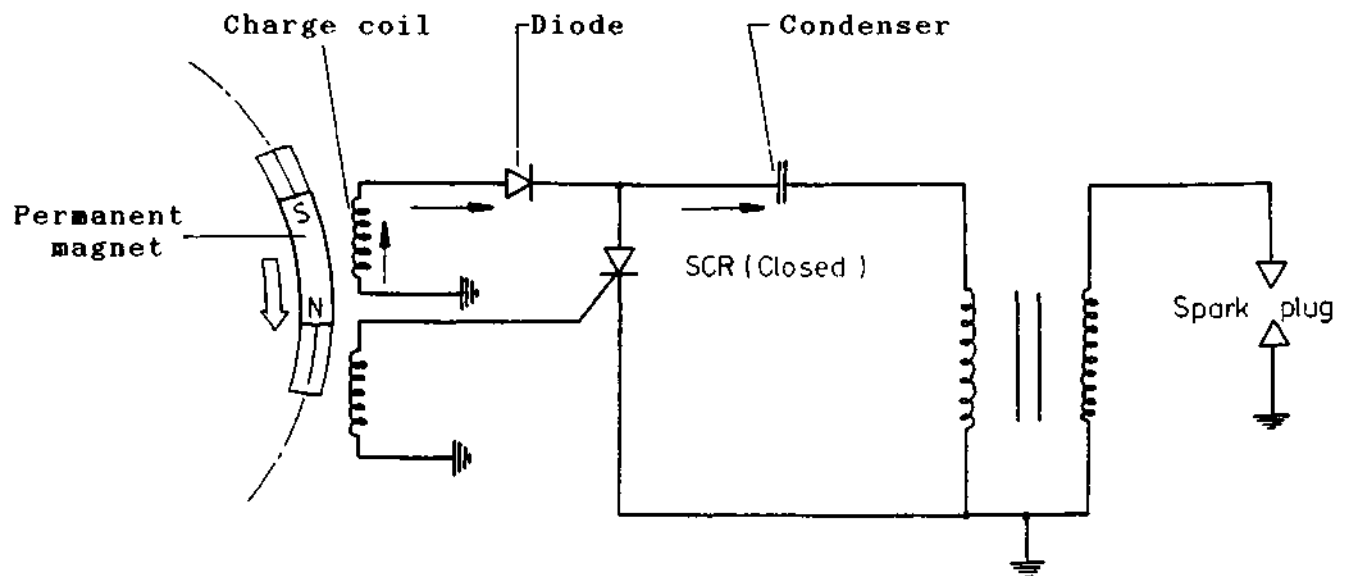 Charge coil
Diode
Condenser
Permanent
magnet
S
N
SCR (Closed)
Spark plug